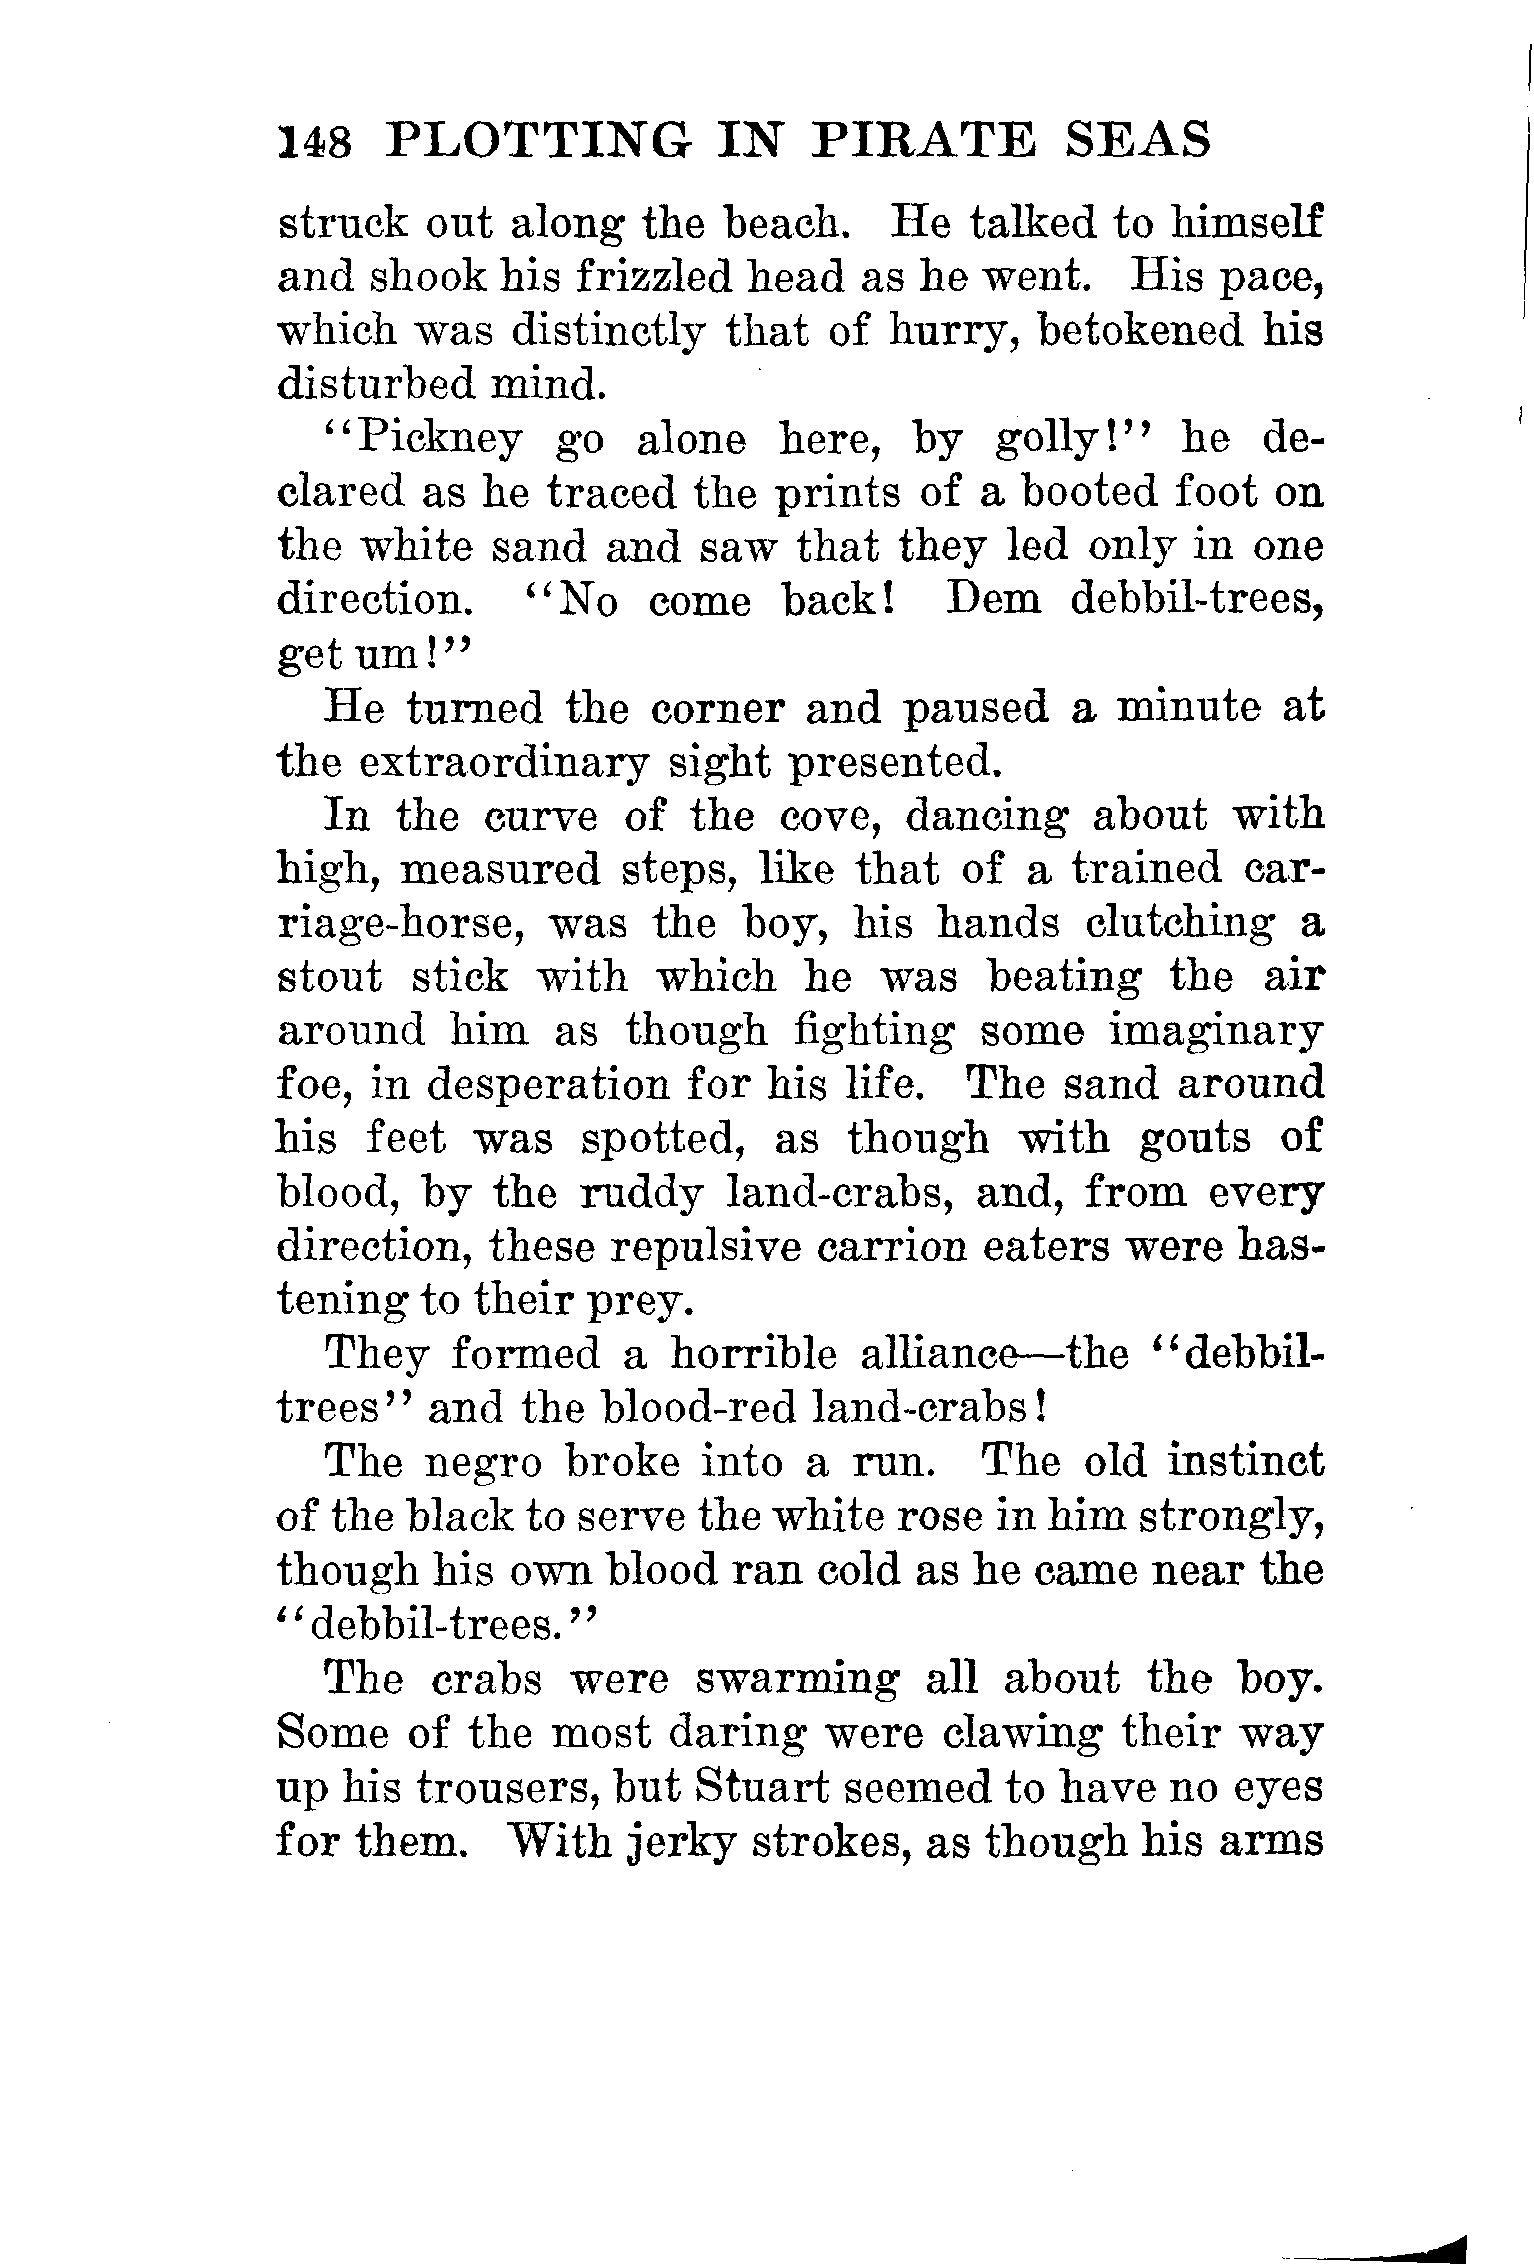 148 PLOTTING IN PIRATE SEAS
struck out along the beach. He talked to himself
and shook his frizzled head as he went. His pace,
which was distinctly that of hurry, betokened his
disturbed mind.
“Pickney go alone here, by golly!” he de-
clared as he traced the prints of a booted foot on
the white sand and saw that they led only in one
direction. “No come back! Dem debbil-trees,
get um!”
He turned the corner and paused a minute at
the extraordinary sight presented.
In the curve of the cove, dancing about with
high, measured steps, like that of a trained car-
riage-horse, was the boy, his hands clutching a
stout stick with which he was beating the air
around him as though fighting some imaginary
foe, in desperation for his life. The sand around
his feet was spotted, as though with gouts of
blood, by the ruddy land-crabs, and, from every
direction, these repulsive carrion eaters were has-
tening to their prey.
They formed a horrible alliance—the “debbil-
trees” and the blood-red land-crabs!
The negro broke into a run. The old instinct
of the black to serve the white rose in him strongly,
though his own blood ran cold as he came near the
“debbil-trees.”
The crabs were swarming all about the boy.
Some of the most daring were clawing their way
up his trousers, but Stuart seemed to have no eyes
for them. With jerky strokes, as though his arms